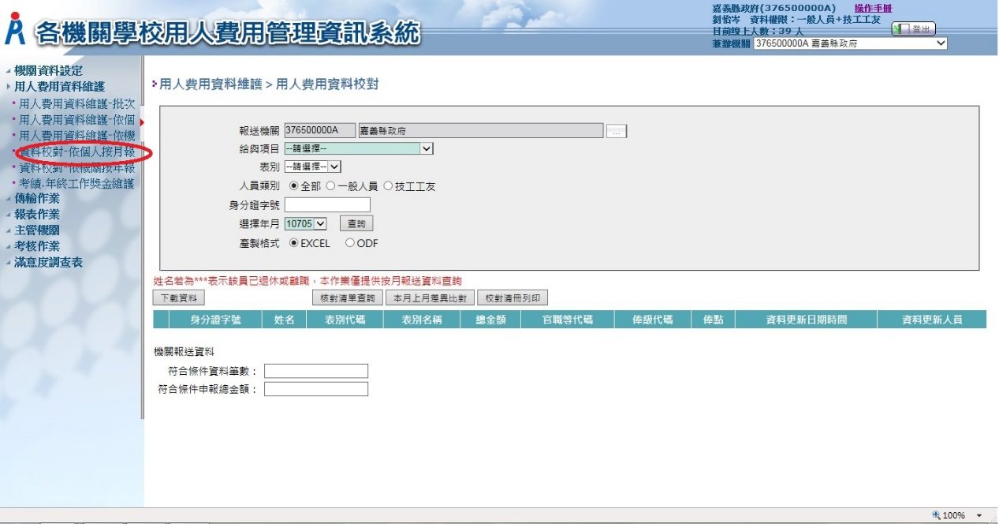 各機關學校用人費用管理資訊系統
嘉義縣政府(376500000A) 操作手冊
劉怡岑 資料權限：一般人員+技工工友
目前線上人數：39 人
登出
兼辦機關 376500000A 嘉義縣政府
機關資料設定
用人費用資料維護
用人費用資料維護-批次
用人費用資料維護-依個
用人費用資料維護-依機
資料校對-依個人按月報
資料校對-依機關按年報
考績.年終工作獎金維護
傳輸作業
報表作業
主管機關
考核作業
滿意度調查表
用人費用資料維護 > 用人費用資料校對
報送機關 376500000A 嘉義縣政府 ...
給與項目 --請選擇--
表別 --請選擇--
人員類別 全部 一般人員 技工工友
身分證字號
選擇年月 10705 查詢
產製格式 EXCEL ODF
姓名若為***表示該員已退休或離職，本作業僅提供按月報送資料查詢
下載資料 核對清單查詢 本月上月差異比對 校對清冊列印
身分證字號 姓名 表別代碼 表別名稱 總金額 官職等代碼 俸級代碼 俸點 資料更新日期時間 資料更新人員
機關報送資料
符合條件資料筆數：
符合條件申報總金額：
100%